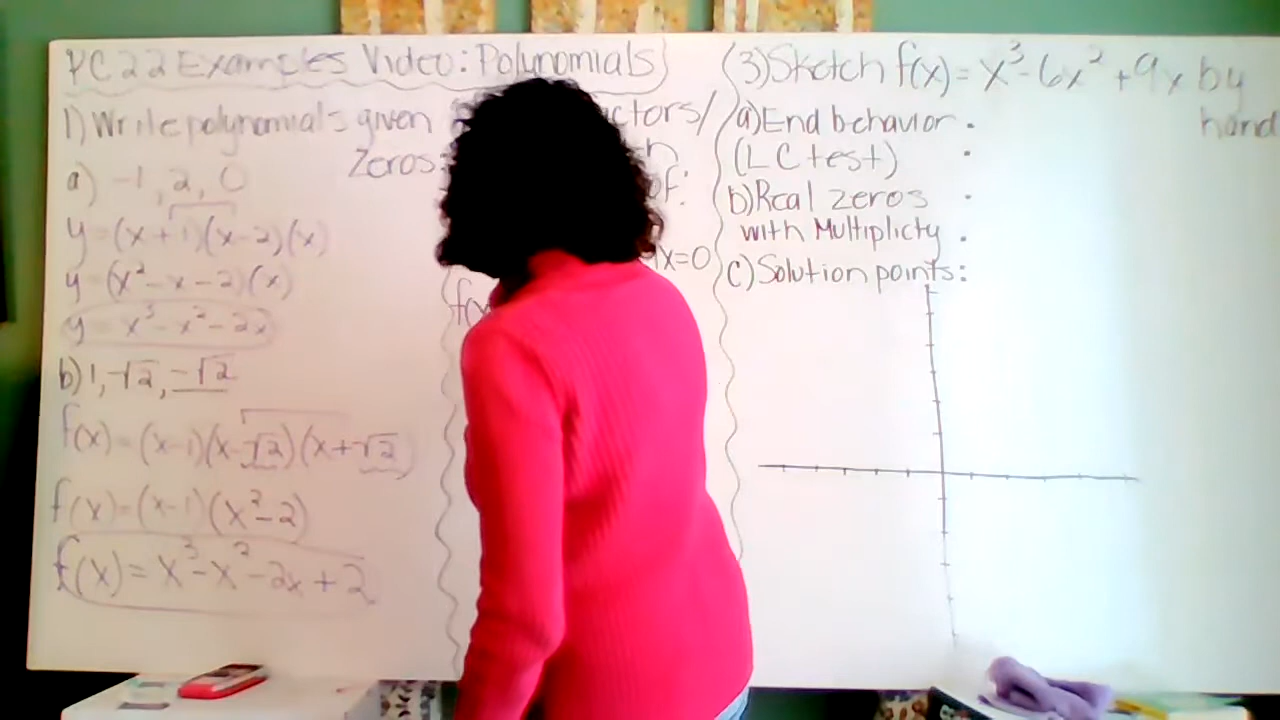 PC 2.2 Examples Video: Polynomials
1) Write polynomials given
Zeros:
a) -1, 2, 0
y = (x + 1)(x - 2)(x)
y = (x² - x - 2)(x)
y = x³ - x² - 2x
b) 1, √2, -√2
f(x) = (x-1)(x-√2)(x+√2)
f(x) = (x-1)(x²-2)
f(x) = x³ - x² - 2x + 2
ctors/
h
of:
x=0
f(x
(3) Sketch f(x) = x³ - 6x² + 9x by
hand
(a) End behavior .
(LC test) .
b) Real zeros .
with Multiplicty .
c) Solution points: